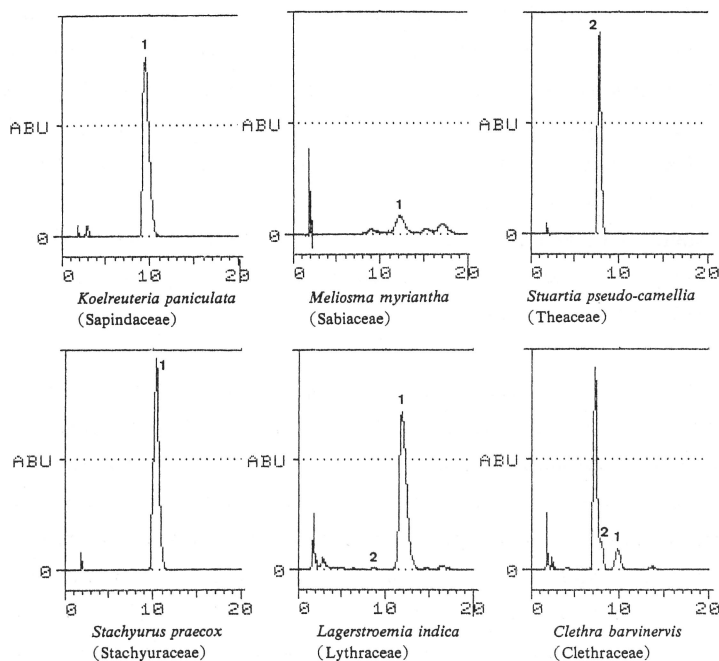 1
ABU
0
0 10 20
Koelreuteria paniculata
(Sapindaceae)
1
0
0 10 20
Meliosma myriantha
(Sabiaceae)
2
ABU
0
0 10 20
Stuartia pseudo-camellia
(Theaceae)
1
ABU
0
0 10 20
Stachyurus praecox
(Stachyuraceae)
1
2
ABU
0
0 10 20
Lagerstroemia indica
(Lythraceae)
2 1
ABU
0
0 10 20
Clethra barvinervis
(Clethraceae)